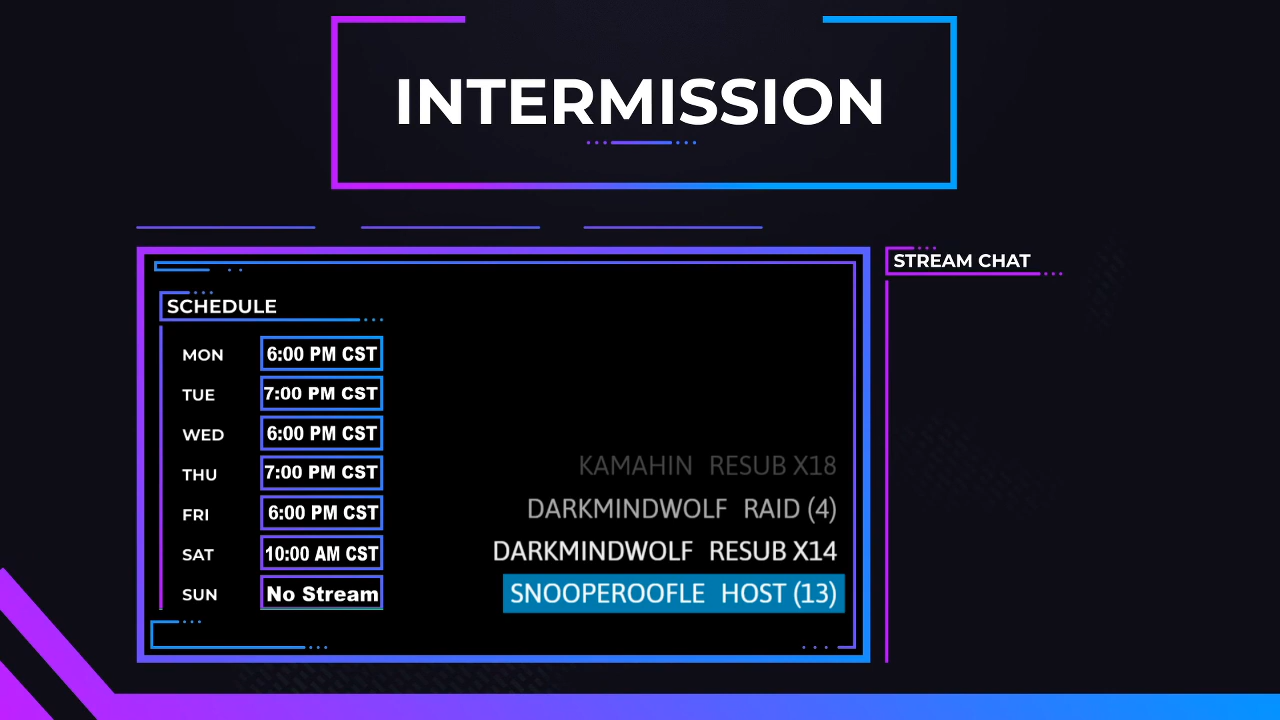 INTERMISSION
STREAM CHAT
SCHEDULE
MON 6:00 PM CST
TUE 7:00 PM CST
WED 6:00 PM CST
THU 7:00 PM CST
FRI 6:00 PM CST
SAT 10:00 AM CST
SUN No Stream
KAMAHIN RESUB X18
DARKMINDWOLF RAID (4)
DARKMINDWOLF RESUB X14
SNOOPEROOFLE HOST (13)